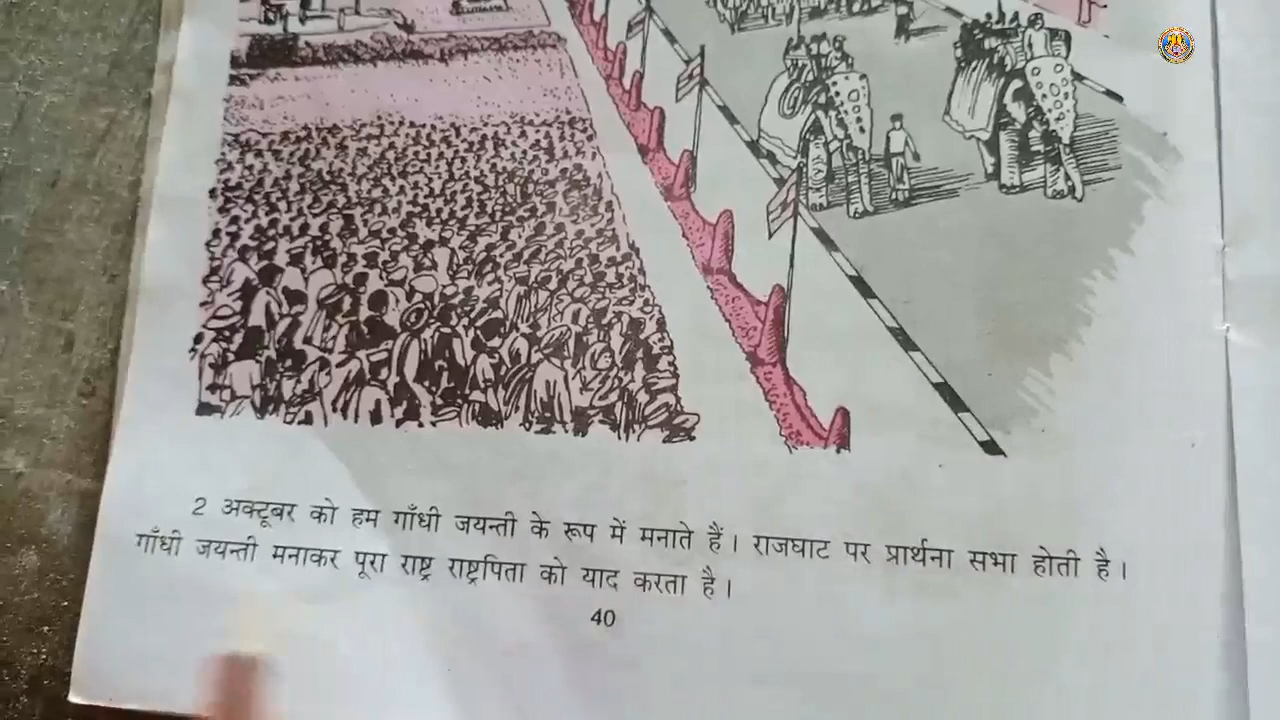 2 अक्टूबर को हम गाँधी जयन्ती के रूप में मनाते हैं। राजघाट पर प्रार्थना सभा होती है।
गाँधी जयन्ती मनाकर पूरा राष्ट्र राष्ट्रपिता को याद करता है।
40